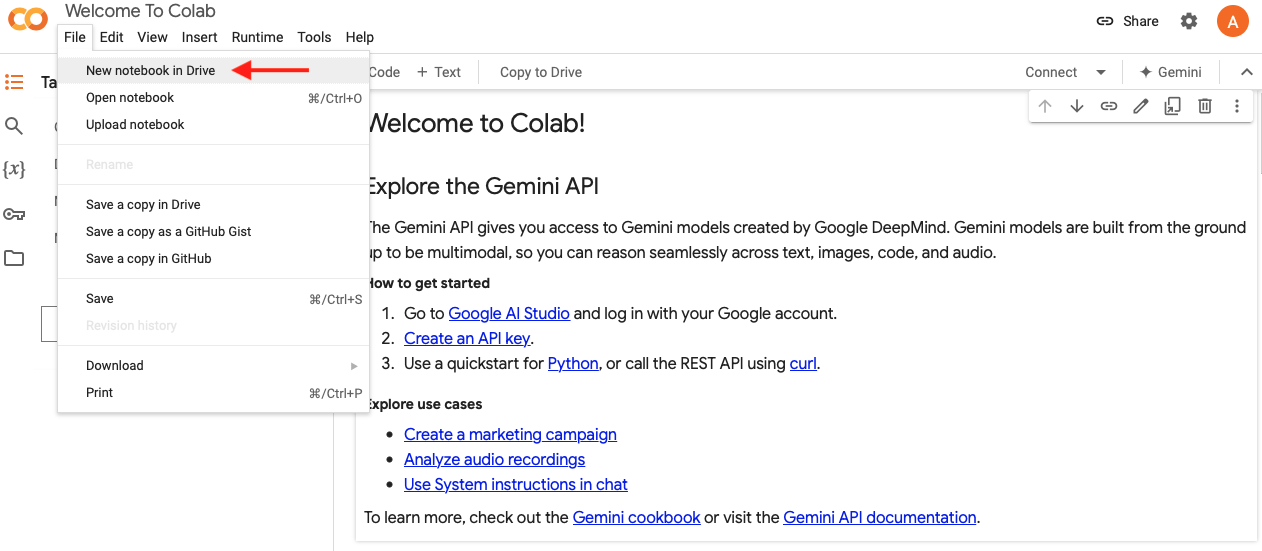 Welcome To Colab
File Edit View Insert Runtime Tools Help
Share
A
New notebook in Drive
Open notebook ⌘/Ctrl+O
Upload notebook
Rename
Save a copy in Drive
Save a copy as a GitHub Gist
Save a copy in GitHub
Save ⌘/Ctrl+S
Revision history
Download
Print ⌘/Ctrl+P
Ta
{x}
Code + Text Copy to Drive Connect Gemini
Welcome to Colab!
Explore the Gemini API
The Gemini API gives you access to Gemini models created by Google DeepMind. Gemini models are built from the ground
up to be multimodal, so you can reason seamlessly across text, images, code, and audio.
How to get started
1. Go to Google AI Studio and log in with your Google account.
2. Create an API key.
3. Use a quickstart for Python, or call the REST API using curl.
Explore use cases
• Create a marketing campaign
• Analyze audio recordings
• Use System instructions in chat
To learn more, check out the Gemini cookbook or visit the Gemini API documentation.